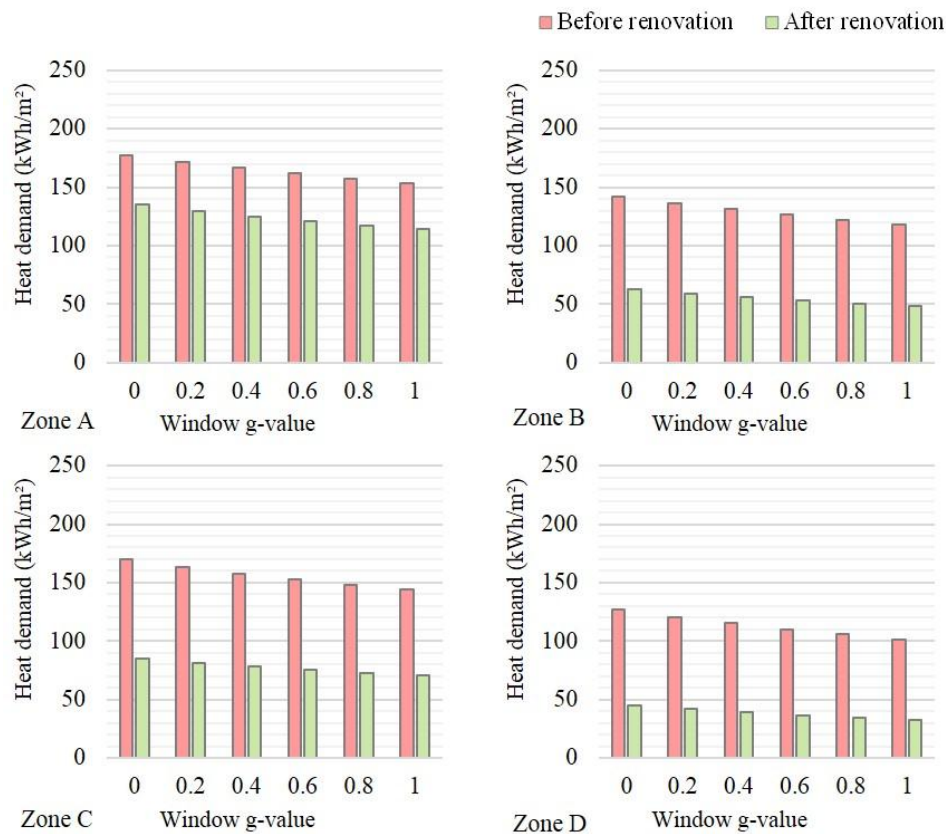 Before renovation After renovation
Heat demand (kWh/m²)
250
200
150
100
50
0
0 0.2 0.4 0.6 0.8 1
Zone A Window g-value
Heat demand (kWh/m²)
250
200
150
100
50
0
0 0.2 0.4 0.6 0.8 1
Zone B Window g-value
Heat demand (kWh/m²)
250
200
150
100
50
0
0 0.2 0.4 0.6 0.8 1
Zone C Window g-value
Heat demand (kWh/m²)
250
200
150
100
50
0
0 0.2 0.4 0.6 0.8 1
Zone D Window g-value